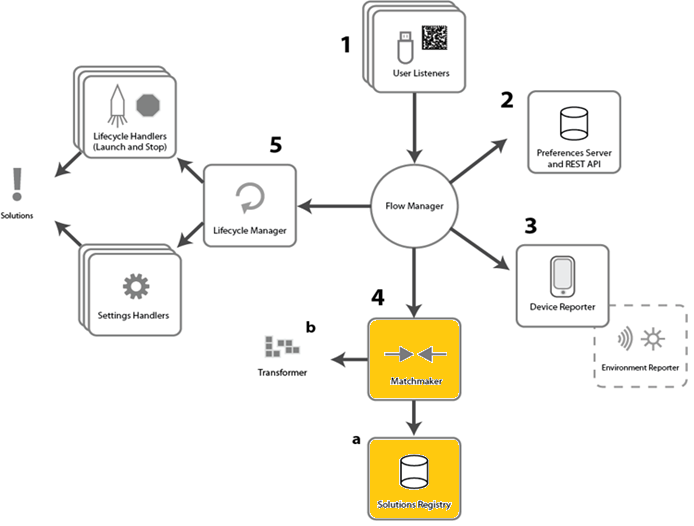 1
User Listeners
2
Preferences Server
and REST API
Lifecycle Handlers
(Launch and Stop)
5
Solutions
Lifecycle Manager
Flow Manager
3
Device Reporter
Settings Handlers
4
b
Transformer
Matchmaker
Environment Reporter
a
Solutions Registry